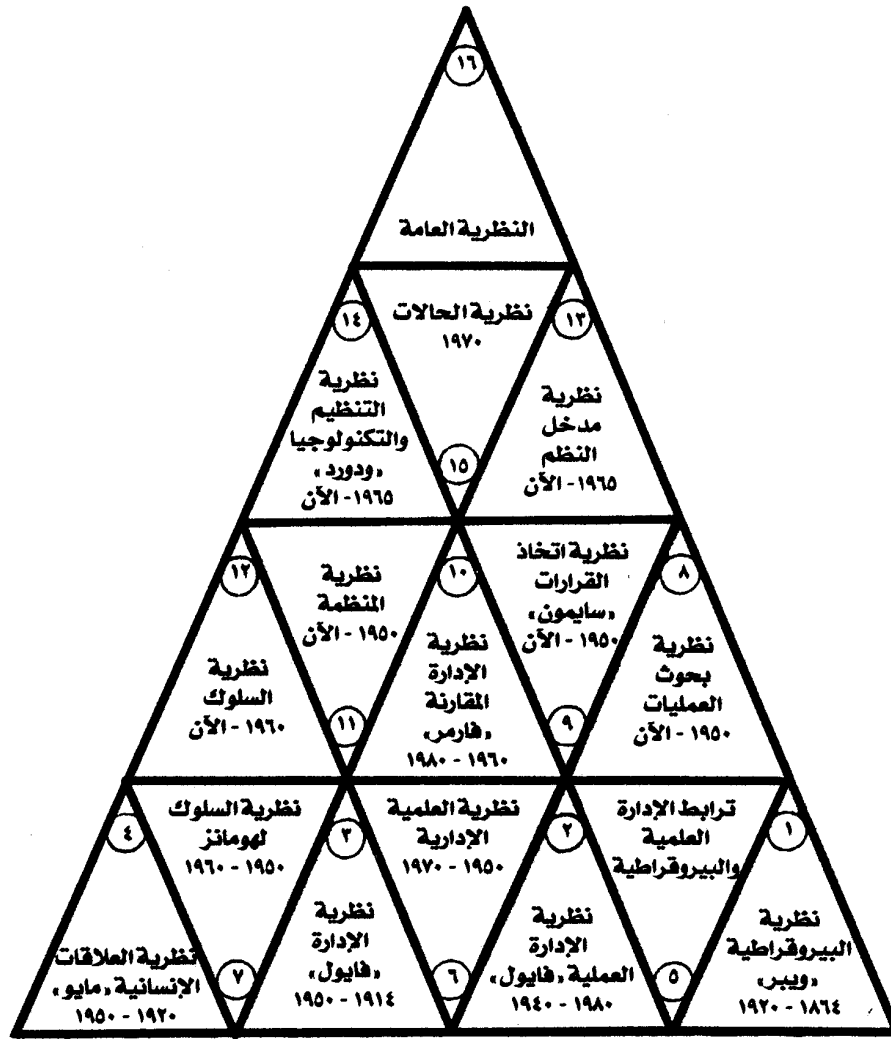 ١٦
النظرية العامة
١٣
نظرية
مدخل
النظم
١٩٦٥ - الآن
نظرية الحالات
١٩٧٠
١٥
١٤
نظرية
التنظيم
والتكنولوجيا
«ودورد»
١٩٦٥ - الآن
٨
نظرية
بحوث
العمليات
١٩٥٠ - الآن
نظرية اتخاذ
القرارات
«سايمون»
١٩٥٠ - الآن
٩
١٠
نظرية
الإدارة
المقارنة
«فارمر»
١٩٦٠ - ١٩٨٠
نظرية
المنظمة
١٩٥٠ - الآن
١١
١٢
نظرية
السلوك
١٩٦٠ - الآن
١
نظرية
البيروقراطية
«ويبر»
١٨٦٤ - ١٩٢٠
ترابط الإدارة
العلمية
والبيروقراطية
٥
٢
نظرية
الإدارة
العملية «فايول»
١٩٨٠ - ١٩٤٠
نظرية العلمية
الإدارية
١٩٥٠ - ١٩٧٠
٦
٣
نظرية
الإدارة
«فايول»
١٩١٤ - ١٩٥٠
نظرية السلوك
لهومانز
١٩٥٠ - ١٩٦٠
٧
٤
نظرية العلاقات
الإنسانية «مايو»
١٩٢٠ - ١٩٥٠